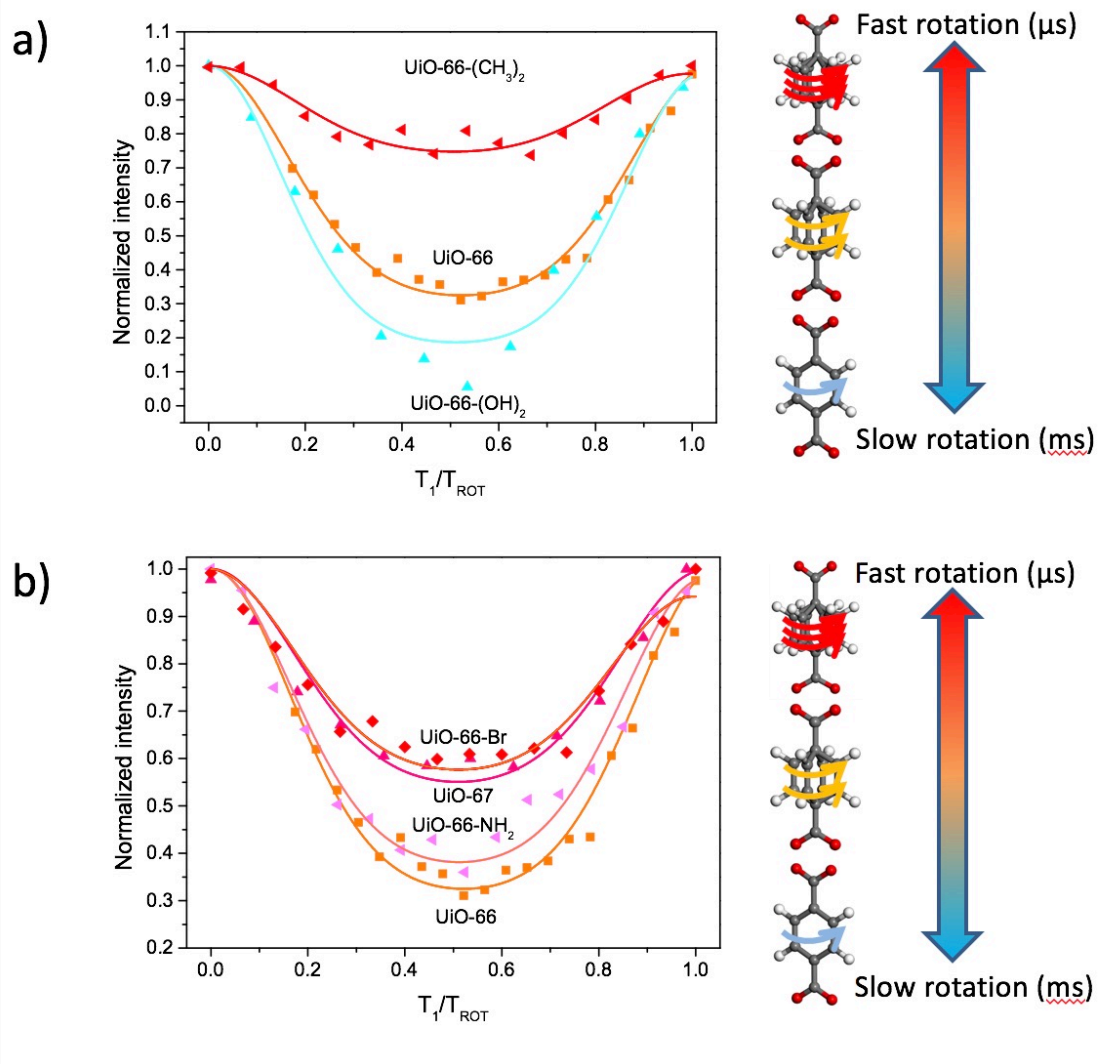 a)
Normalized intensity
1.1
1.0
0.9
0.8
0.7
0.6
0.5
0.4
0.3
0.2
0.1
0.0
UiO-66-(CH₃)₂
UiO-66
UiO-66-(OH)₂
0.0 0.2 0.4 0.6 0.8 1.0
T₁/T_ROT
Fast rotation (µs)
Slow rotation (ms)
b)
Normalized intensity
1.0
0.9
0.8
0.7
0.6
0.5
0.4
0.3
0.2
UiO-66-Br
UiO-67
UiO-66-NH₂
UiO-66
0.0 0.2 0.4 0.6 0.8 1.0
T₁/T_ROT
Fast rotation (µs)
Slow rotation (ms)